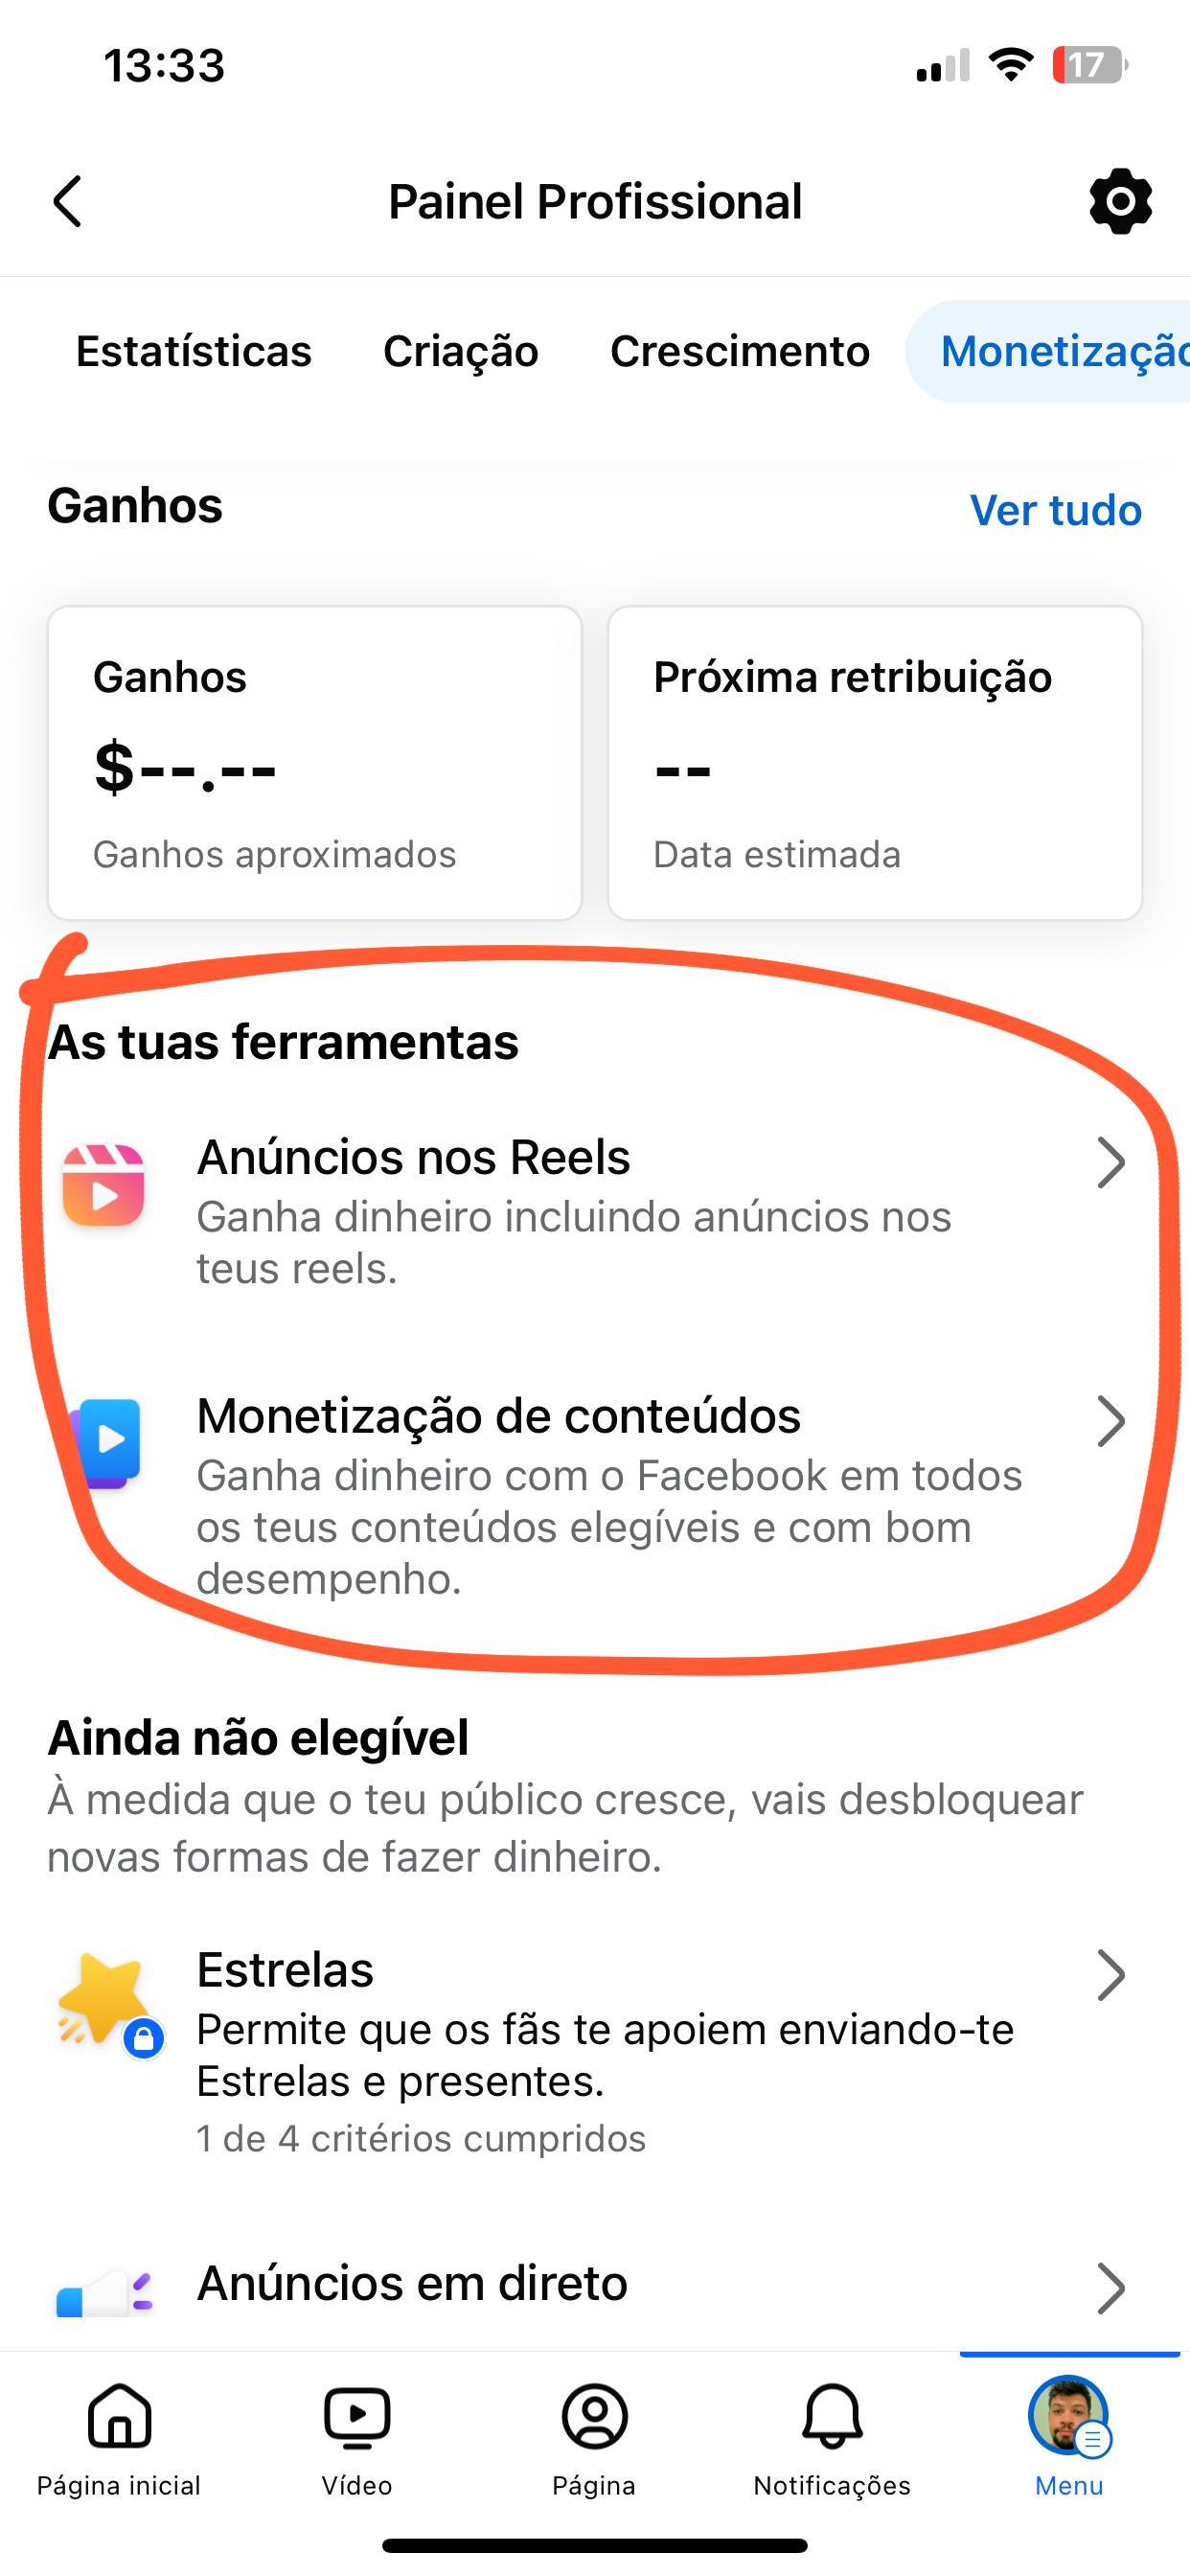 13:33
17
Painel Profissional
Estatísticas
Criação
Crescimento
Monetização
Ganhos
Ver tudo
Ganhos
$--.--
Ganhos aproximados
Próxima retribuição
--
Data estimada
As tuas ferramentas
Anúncios nos Reels
Ganha dinheiro incluindo anúncios nos
teus reels.
Monetização de conteúdos
Ganha dinheiro com o Facebook em todos
os teus conteúdos elegíveis e com bom
desempenho.
Ainda não elegível
À medida que o teu público cresce, vais desbloquear
novas formas de fazer dinheiro.
Estrelas
Permite que os fãs te apoiem enviando-te
Estrelas e presentes.
1 de 4 critérios cumpridos
Anúncios em direto
Página inicial
Vídeo
Página
Notificações
Menu